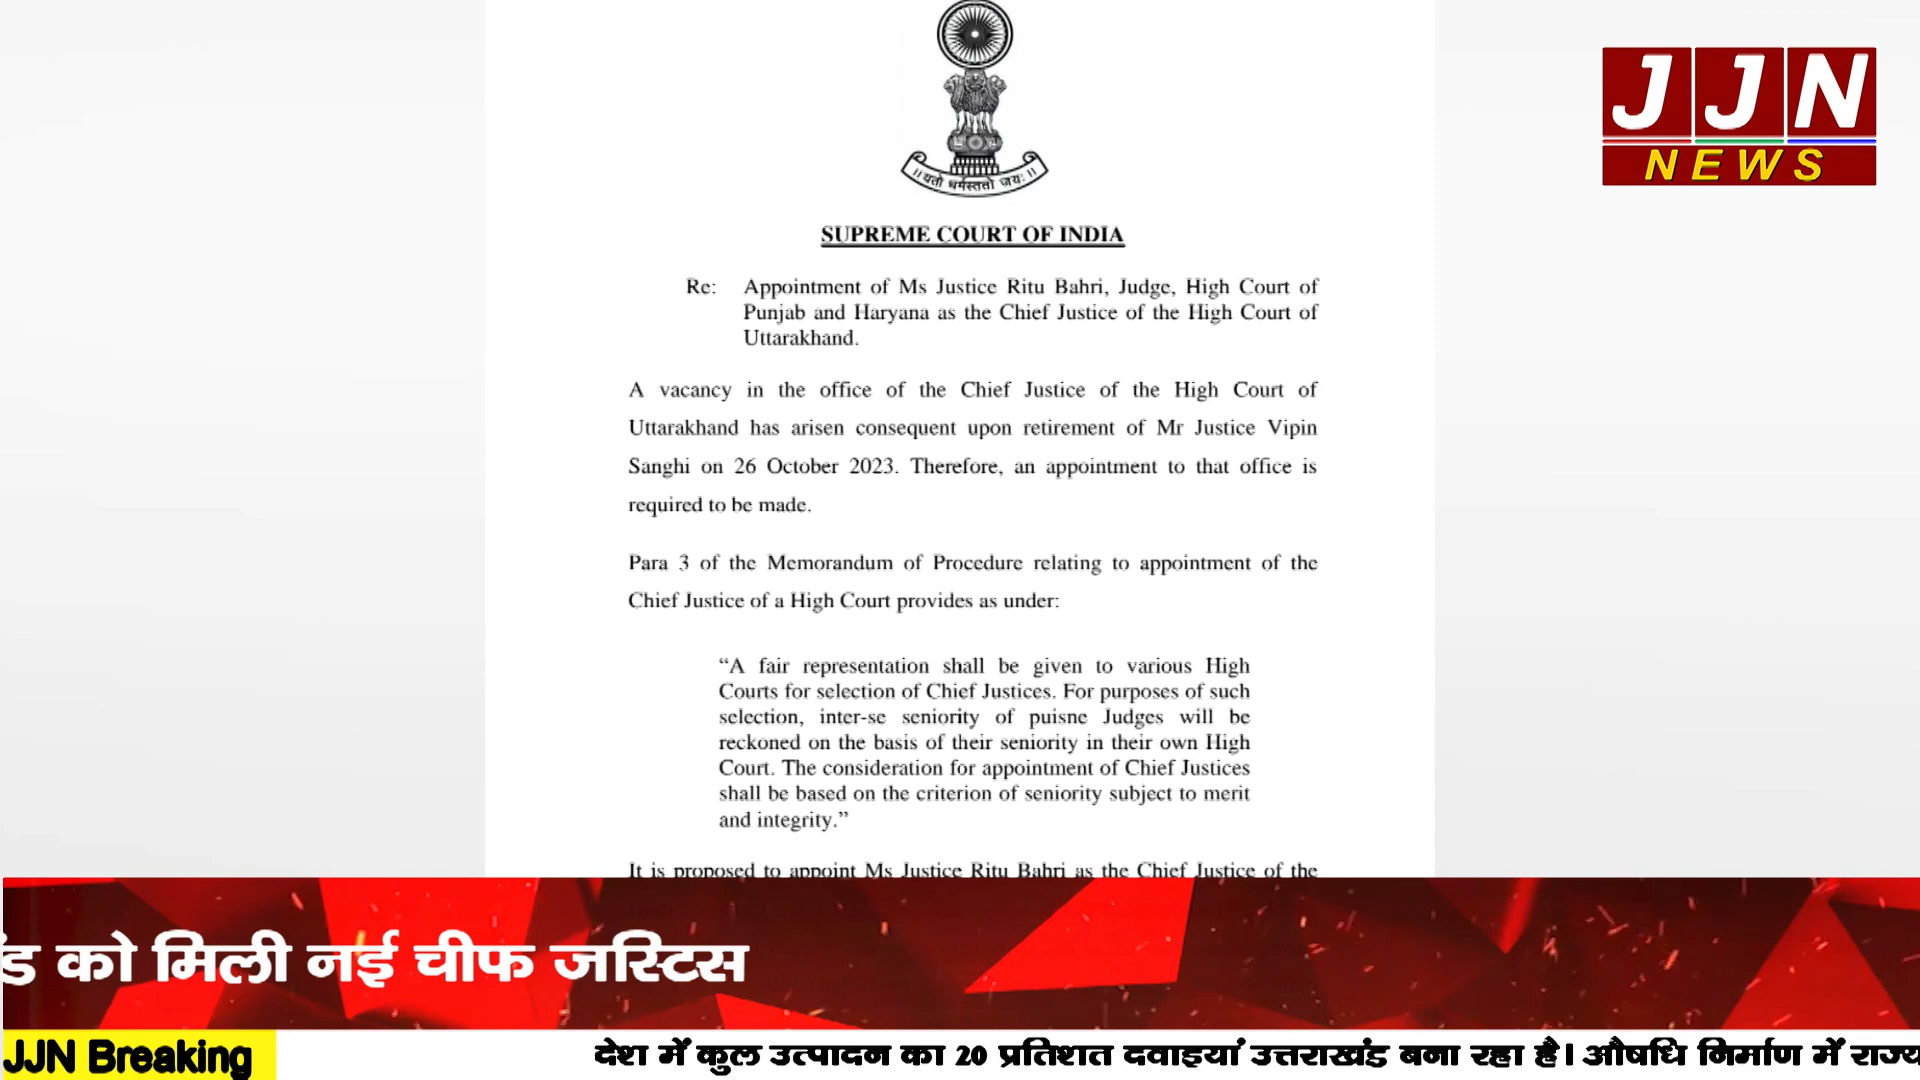 ।। यतो धर्मस्ततो जयः ।।
JJN
NEWS
SUPREME COURT OF INDIA
Re: Appointment of Ms Justice Ritu Bahri, Judge, High Court of
Punjab and Haryana as the Chief Justice of the High Court of
Uttarakhand.
A vacancy in the office of the Chief Justice of the High Court of
Uttarakhand has arisen consequent upon retirement of Mr Justice Vipin
Sanghi on 26 October 2023. Therefore, an appointment to that office is
required to be made.
Para 3 of the Memorandum of Procedure relating to appointment of the
Chief Justice of a High Court provides as under:
“A fair representation shall be given to various High
Courts for selection of Chief Justices. For purposes of such
selection, inter-se seniority of puisne Judges will be
reckoned on the basis of their seniority in their own High
Court. The consideration for appointment of Chief Justices
shall be based on the criterion of seniority subject to merit
and integrity.”
It is proposed to appoint Ms Justice Ritu Bahri as the Chief Justice of the
को मिली नई चीफ जस्टिस
JJN Breaking
देश में कुल उत्पादन का 20 प्रतिशत दवाइयां उत्तराखंड बना रहा है। औषधि निर्माण में राज्य